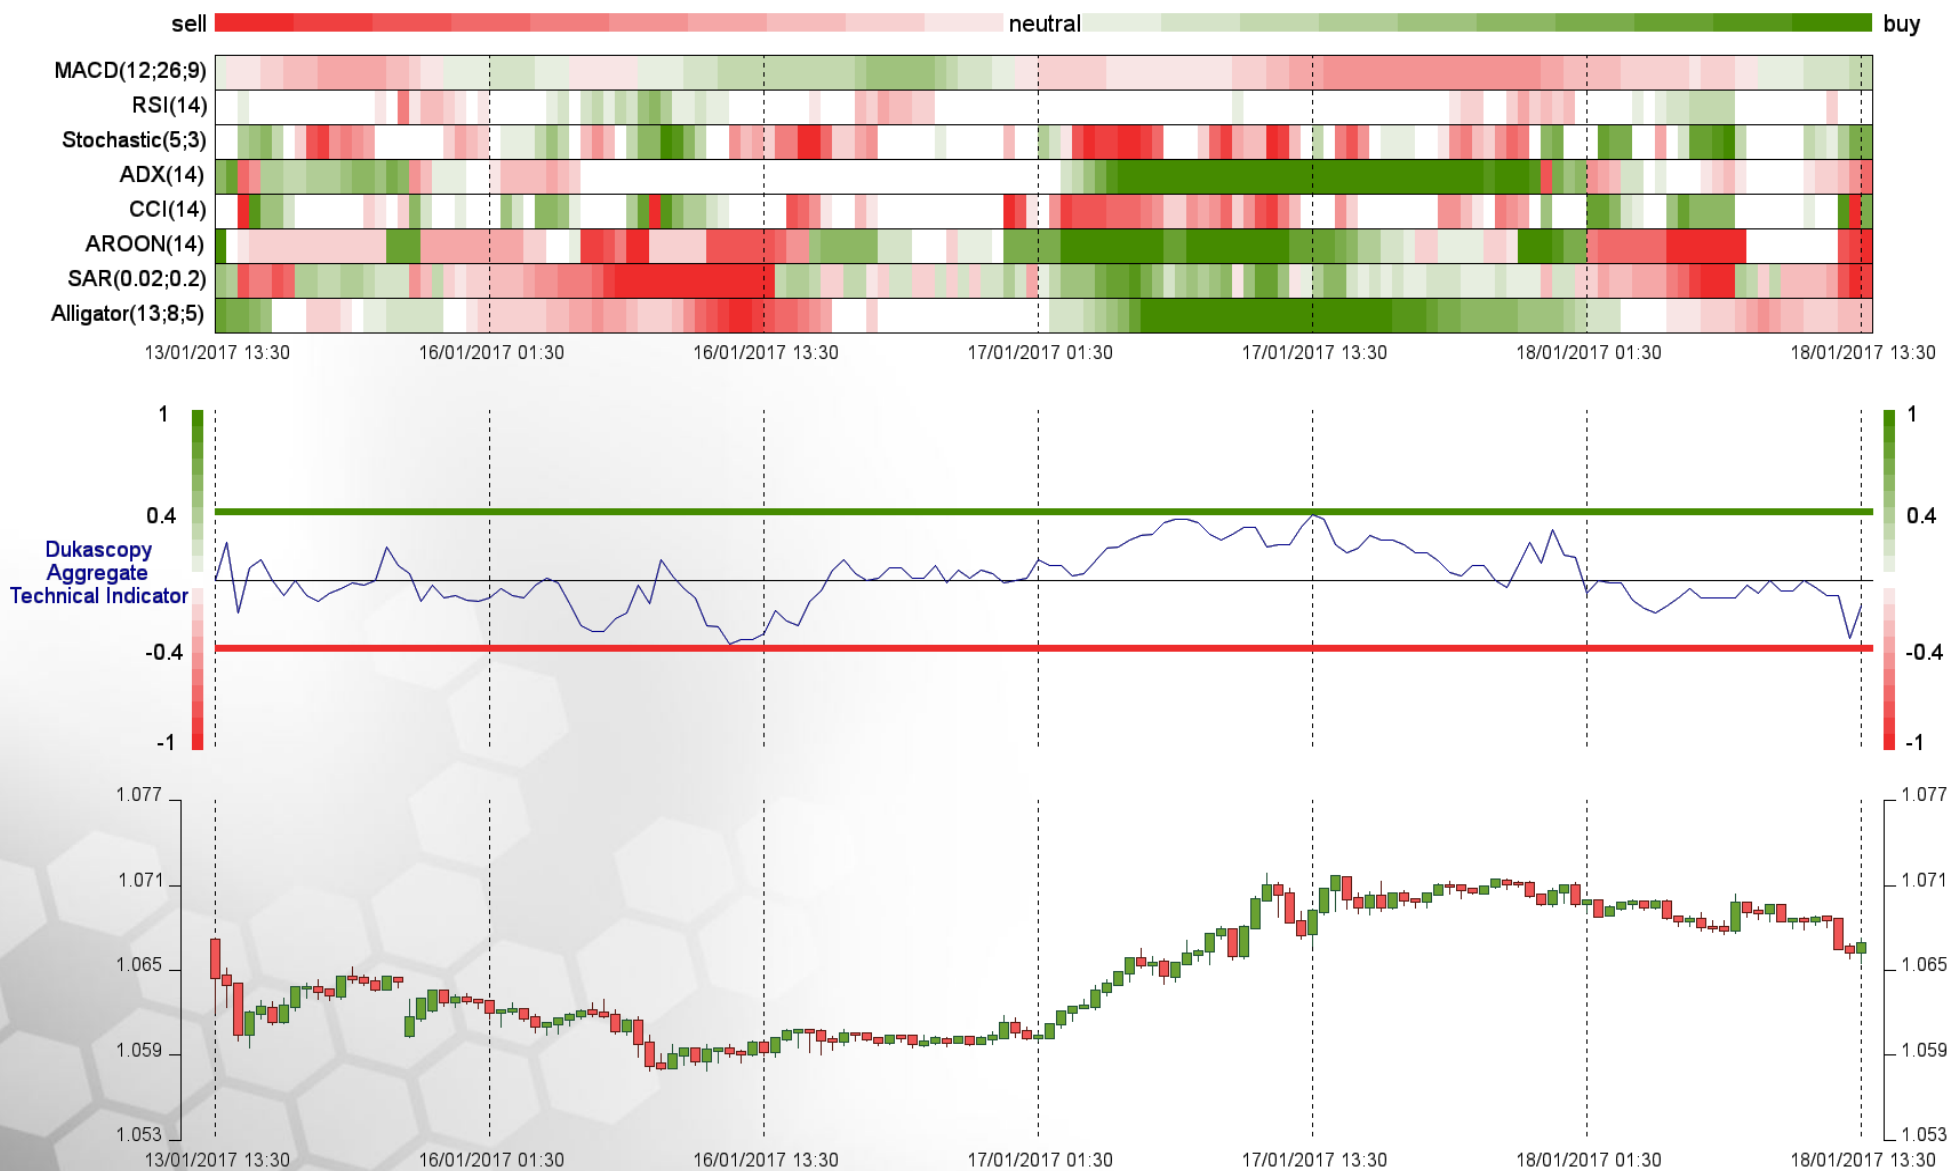 sell neutral buy
MACD(12;26;9)
RSI(14)
Stochastic(5;3)
ADX(14)
CCI(14)
AROON(14)
SAR(0.02;0.2)
Alligator(13;8;5)
13/01/2017 13:30 16/01/2017 01:30 16/01/2017 13:30 17/01/2017 01:30 17/01/2017 13:30 18/01/2017 01:30 18/01/2017 13:30
1 1
0.4 0.4
Dukascopy
Aggregate
Technical Indicator
-0.4 -0.4
-1 -1
1.077 1.077
1.071 1.071
1.065 1.065
1.059 1.059
1.053 1.053
13/01/2017 13:30 16/01/2017 01:30 16/01/2017 13:30 17/01/2017 01:30 17/01/2017 13:30 18/01/2017 01:30 18/01/2017 13:30